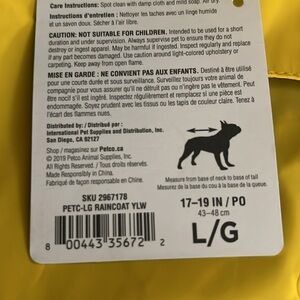 Care Instructions: Spot clean with damp cloth and mild soap. Air dry.
Instructions d'entretien : Nettoyer les taches avec un linge humide
et un savon doux. Sécher à l'air libre.
CAUTION: NOT SUITABLE FOR CHILDREN. Intended to be used for a short
duration and under supervision. Always supervise pet to ensure they do not
destroy or ingest apparel. May be harmful if ingested. Inspect regularly and
replace if any part is damaged. Use caution around light-colored upholstery or
carpeting. Keep away from open flame.
MISE EN GARDE : NE CONVIENT PAS AUX ENFANTS. Destiné à être utilisé
pour une courte durée et sous surveillance. Surveillez toujours votre animal de
compagnie pour vous assurer qu'il ne détruit pas ou n'ingère pas le vêtement. Peut
être nocif s'il est ingéré. Inspectez régulièrement et remplacez si une pièce est
endommagée. Soyez prudent avec les tissus ou les tapis de couleur claire. Tenez à
l'écart des flammes nues.
Distributed by / Distribué par :
International Pet Supplies and Distribution, Inc.
San Diego, CA 92127
Shop / magasinez sur Petco.ca
© 2019 Petco Animal Supplies, Inc.
All Rights Reserved. / Tous droits réservés.
Made Responsibly in China.
Fabriqué de façon responsable en Chine.
Measure from base of neck to base of tail
Mesurez de la base du cou à la base de la queue.
SKU 2967178
PETC-LG RAINCOAT YLW
8 00443 35672 2
17–19 IN / PO
43–48 cm
L/G